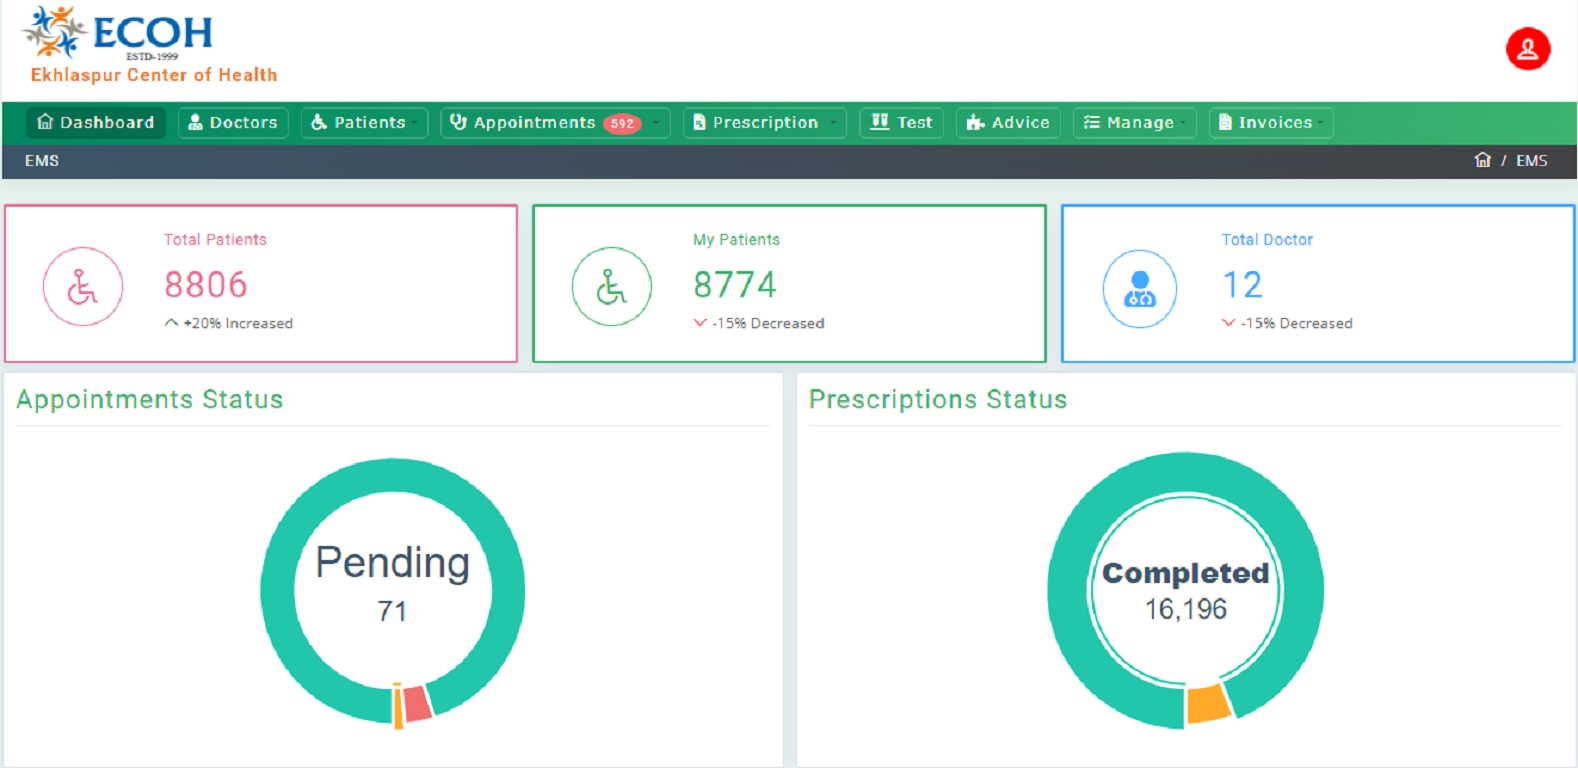 ECOH
ESTD-1999
Ekhlaspur Center of Health
Dashboard Doctors Patients Appointments 592 Prescription Test Advice Manage Invoices
EMS / EMS
Total Patients
8806
+20% Increased
My Patients
8774
-15% Decreased
Total Doctor
12
-15% Decreased
Appointments Status
Pending
71
Prescriptions Status
Completed
16,196